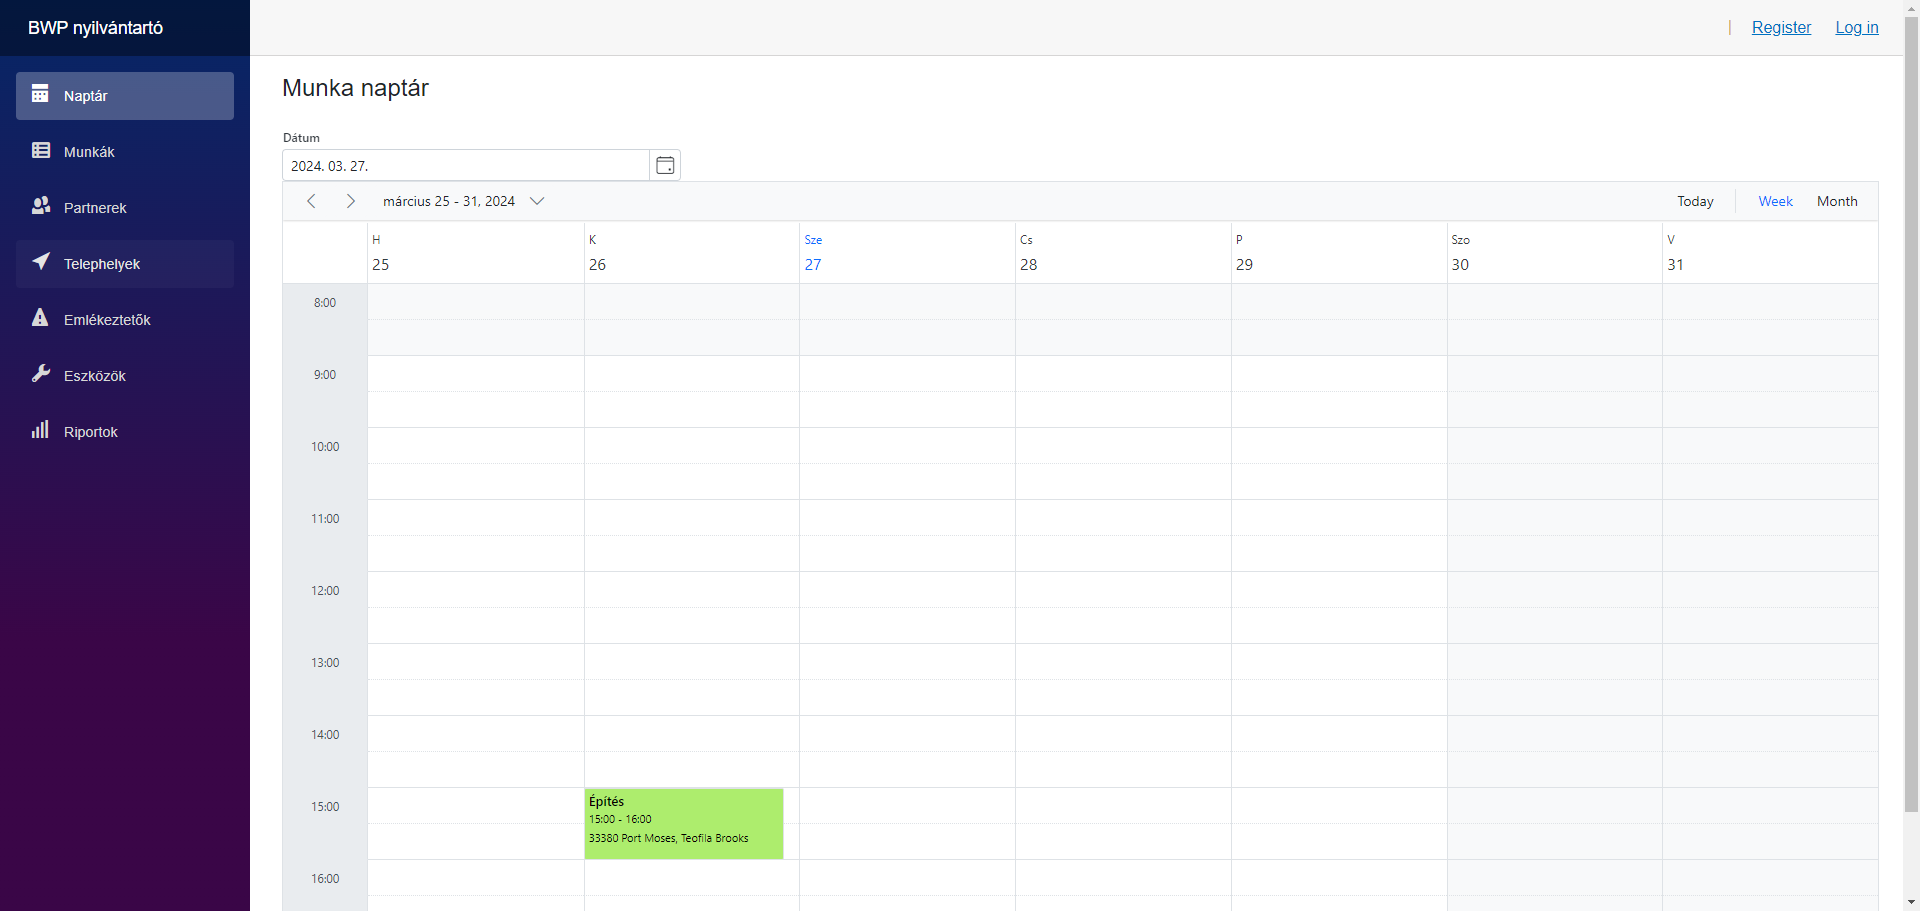 BWP nyilvántartó
| Register Log in
Naptár
Munkák
Partnerek
Telephelyek
Emlékeztetők
Eszközök
Riportok
Munka naptár
Dátum
2024. 03. 27.
március 25 - 31, 2024
Today Week Month
H K Sze Cs P Szo V
25 26 27 28 29 30 31
8:00
9:00
10:00
11:00
12:00
13:00
14:00
15:00
Építés
15:00 - 16:00
33380 Port Moses, Teofila Brooks
16:00